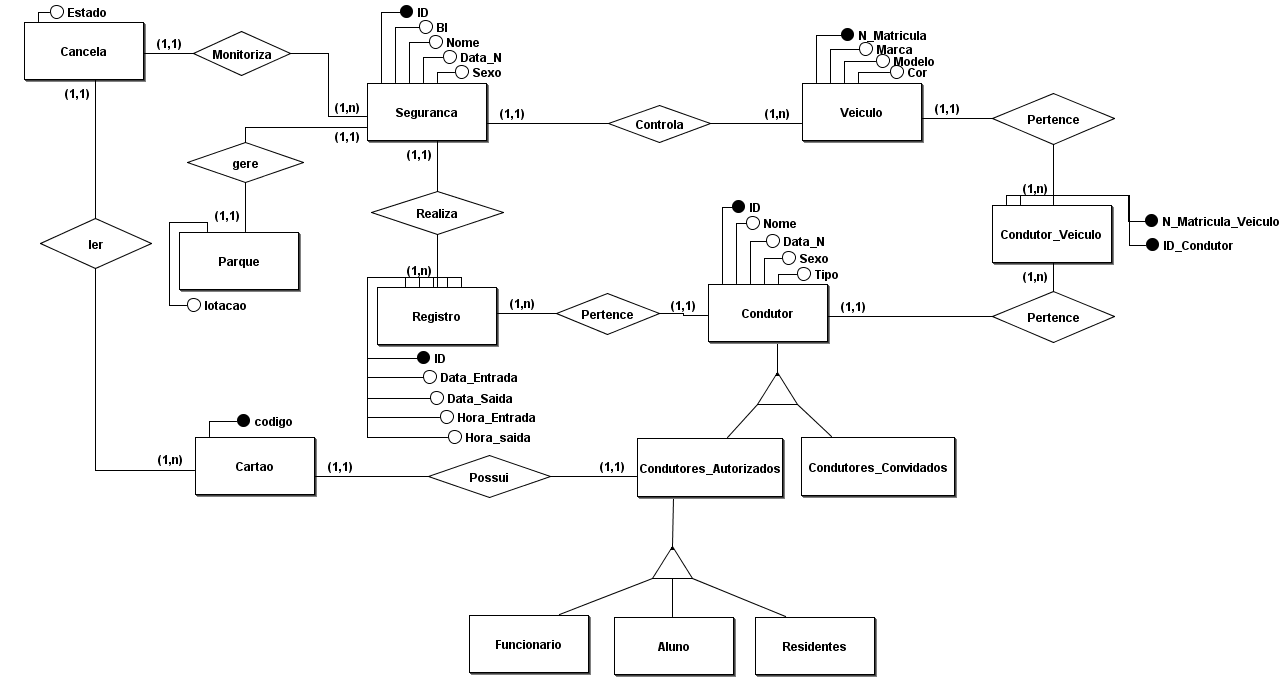 Estado
Cancela
(1,1)
Monitoriza
(1,1)
ID
BI
Nome
Data_N
Sexo
(1,n)
Seguranca
(1,1)
(1,1)
(1,1)
Controla
(1,n)
N_Matricula
Marca
Modelo
Cor
Veiculo
(1,1)
Pertence
gere
(1,1)
Parque
lotacao
Realiza
(1,n)
ler
(1,n)
N_Matricula_Veiculo
Condutor_Veiculo
ID_Condutor
(1,n)
Pertence
ID
Nome
Data_N
Sexo
Tipo
Condutor
(1,1)
(1,1)
Pertence
(1,n)
Registro
ID
Data_Entrada
Data_Saida
Hora_Entrada
Hora_saida
codigo
(1,n)
Cartao
(1,1)
Possui
(1,1)
Condutores_Autorizados
Condutores_Convidados
Funcionario
Aluno
Residentes